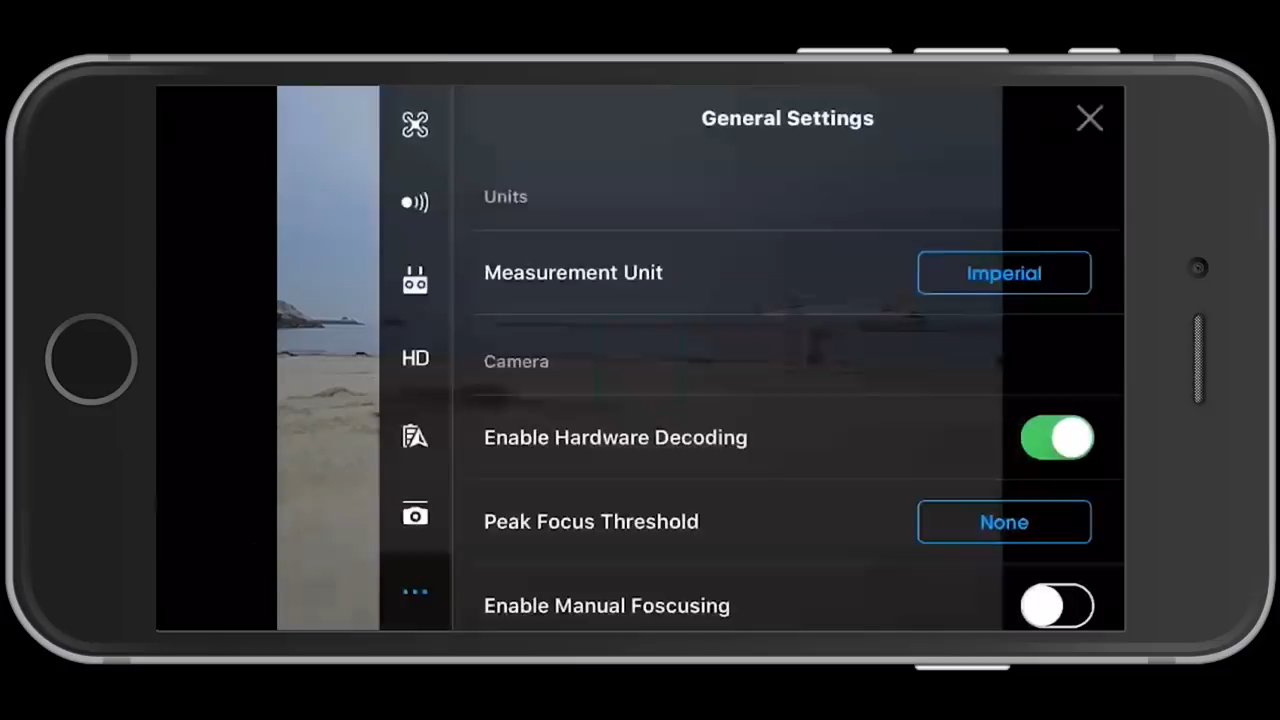 General Settings
Units
Measurement Unit
Imperial
Camera
HD
Enable Hardware Decoding
Peak Focus Threshold
None
Enable Manual Foscusing